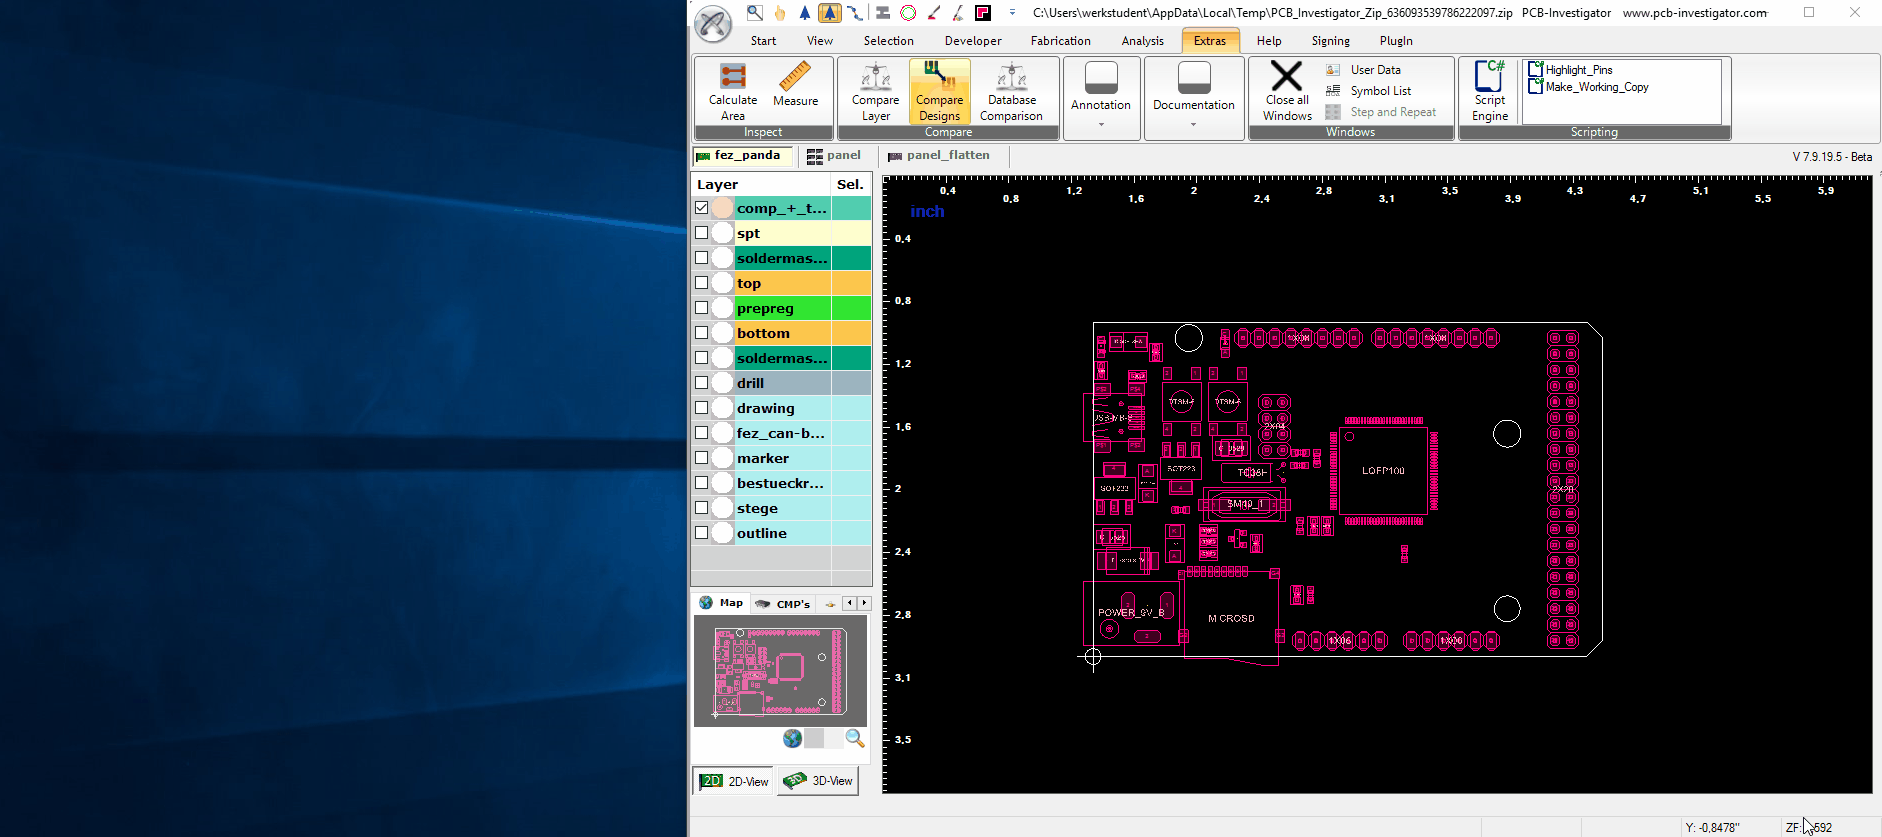 C:\Users\werkstudent\AppData\Local\Temp\PCB_Investigator_Zip_636093539786222097.zip PCB-Investigator www.pcb-investigator.com
Start View Selection Developer Fabrication Analysis Extras Help Signing PlugIn
Calculate Area
Measure
Inspect
Compare Layer
Compare Designs
Database Comparison
Compare
Annotation
Documentation
Close all Windows
User Data
Symbol List
Step and Repeat
Windows
Script Engine
C#
Highlight_Pins
Make_Working_Copy
Scripting
fez_panda panel panel_flatten
V 7.9.19.5 - Beta
Layer Sel.
comp_+_t...
spt
soldermas...
top
prepreg
bottom
soldermas...
drill
drawing
fez_can-b...
marker
bestueckr...
stege
outline
Map CMP's
2D 2D-View
3D 3D-View
inch
0,4 0,8 1,2 1,6 2 2,4 2,8 3,1 3,5 3,9 4,3 4,7 5,1 5,5 5,9
0,4
0,8
1,2
1,6
2
2,4
2,8
3,1
3,5
1X08
1X08
2X04
SOT223
SOT223
LQFP100
2X20
SM49_1
POWER_9V_B
MICROSD
1X06
1X06
Y: -0,8478"
ZF:
592